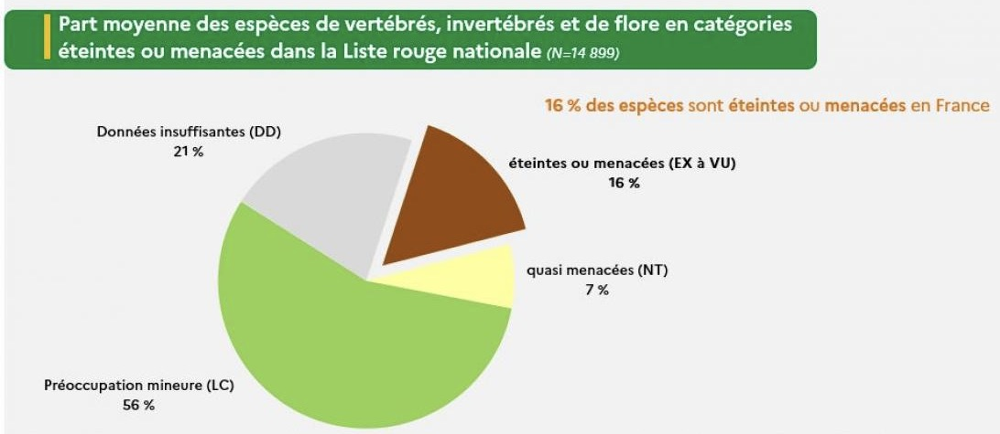 Part moyenne des espèces de vertébrés, invertébrés et de flore en catégories
éteintes ou menacées dans la Liste rouge nationale (N=14 899)
16 % des espèces sont éteintes ou menacées en France
Données insuffisantes (DD)
21 %
éteintes ou menacées (EX à VU)
16 %
quasi menacées (NT)
7 %
Préoccupation mineure (LC)
56 %